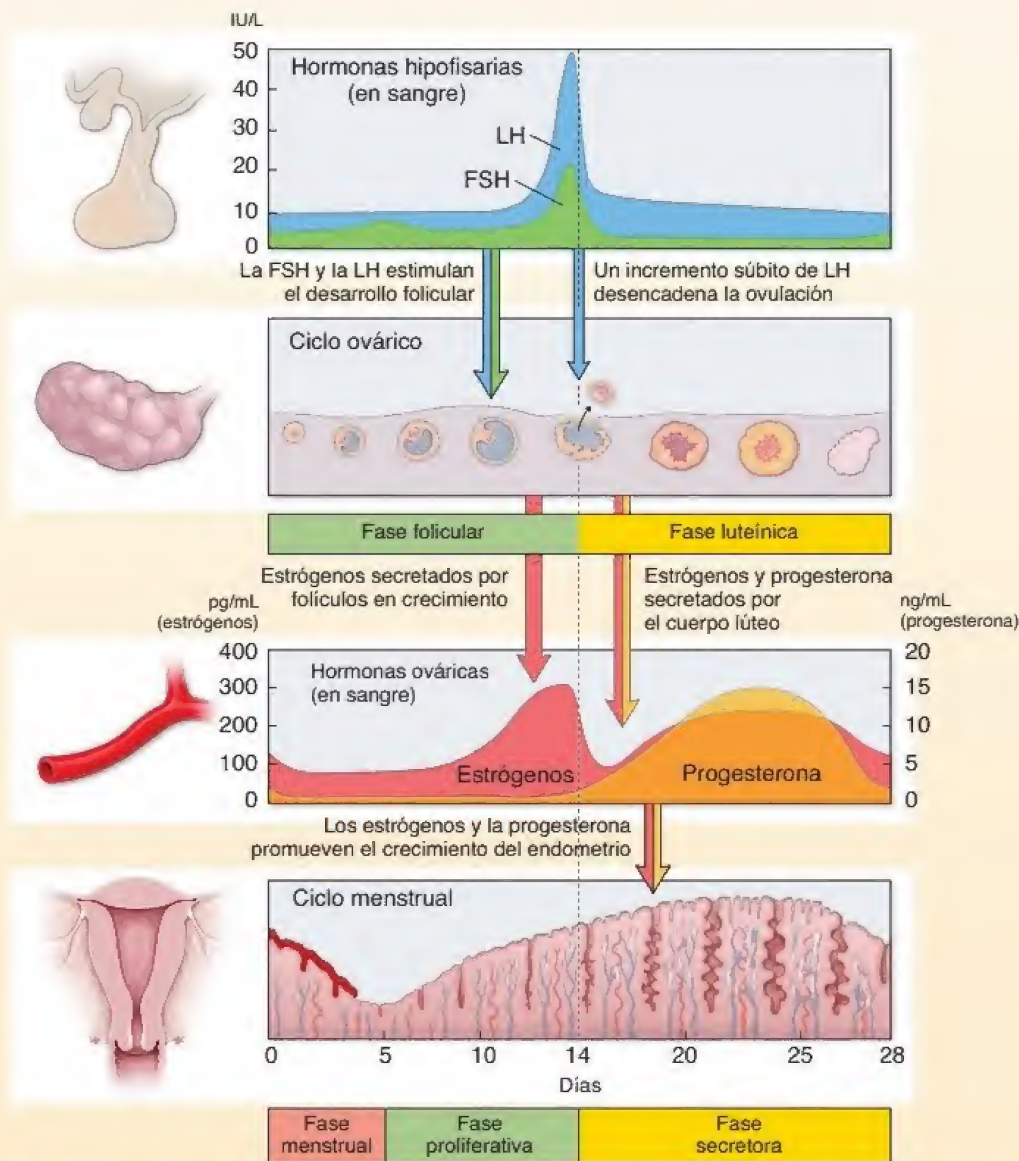 IU/L
50
40
30
20
10
0
Hormonas hipofisarias
(en sangre)
LH
FSH
La FSH y la LH estimulan
el desarrollo folicular
Un incremento súbito de LH
desencadena la ovulación
Ciclo ovárico
Fase folicular
Fase luteínica
Estrógenos secretados por
folículos en crecimiento
Estrógenos y progesterona
secretados por
el cuerpo lúteo
pg/mL
(estrógenos)
ng/mL
(progesterona)
400
300
200
100
0
Hormonas ováricas
(en sangre)
Estrógenos
Progesterona
20
15
10
5
0
Los estrógenos y la progesterona
promueven el crecimiento del endometrio
Ciclo menstrual
0 5 10 14 20 25 28
Días
Fase
menstrual
Fase
proliferativa
Fase
secretora